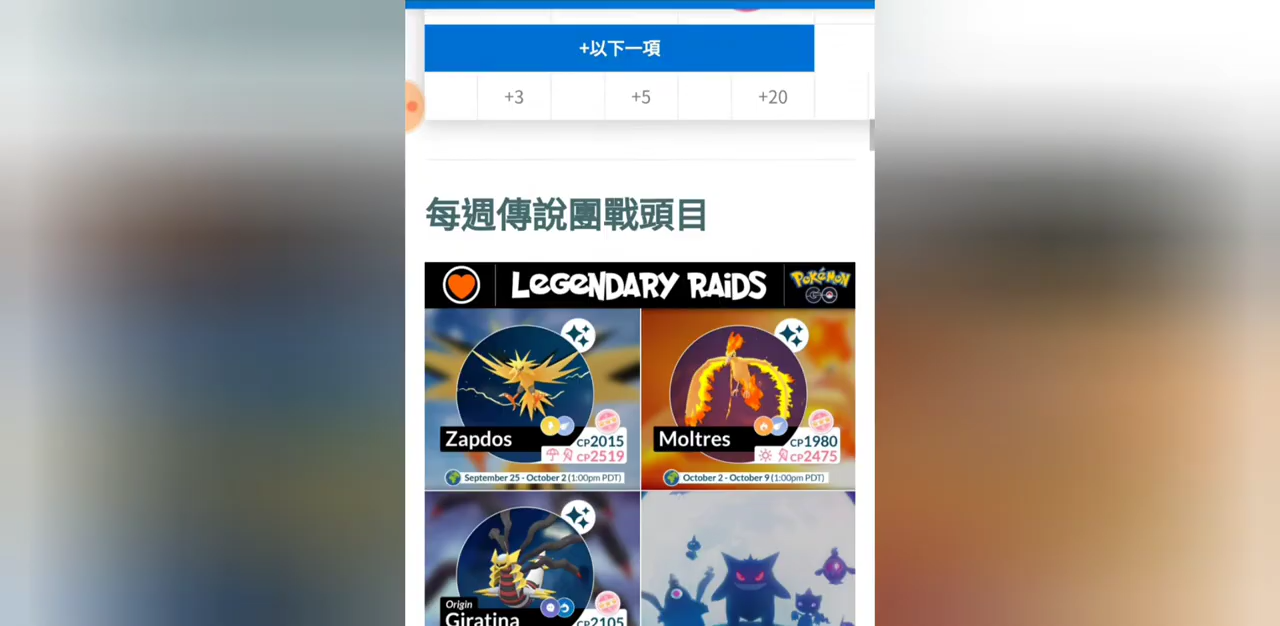 +以下一項
+3 +5 +20
每週傳說團戰頭目
LEGENDARY RAIDS POKÉMON GO
Zapdos
CP2015
CP2519
September 25 - October 2 (1:00pm PDT)
Moltres
CP1980
CP2475
October 2 - October 9 (1:00pm PDT)
Origin
Giratina
CP2105